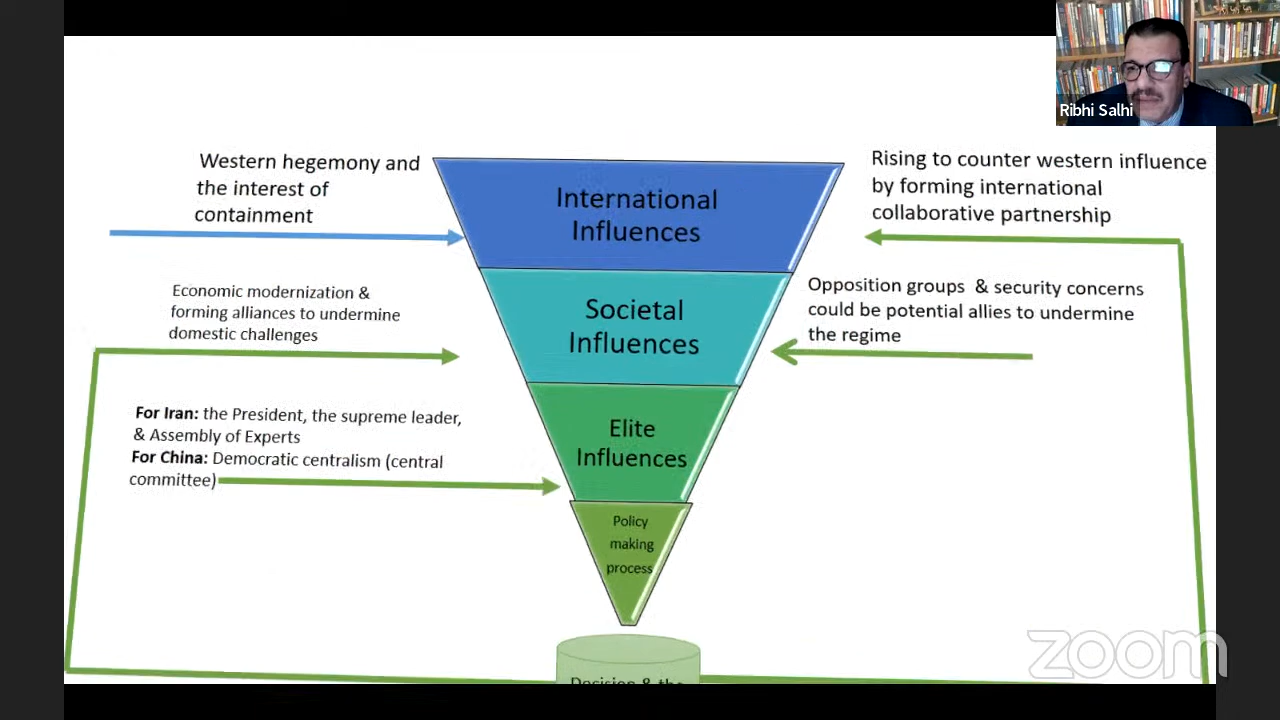 Ribhi Salhi
Western hegemony and
the interest of
containment
International
Influences
Rising to counter western influence
by forming international
collaborative partnership
Economic modernization &
forming alliances to undermine
domestic challenges
Societal
Influences
Opposition groups & security concerns
could be potential allies to undermine
the regime
For Iran: the President, the supreme leader,
& Assembly of Experts
For China: Democratic centralism (central
committee)
Elite
Influences
Policy
making
process
Decision & the
zoom